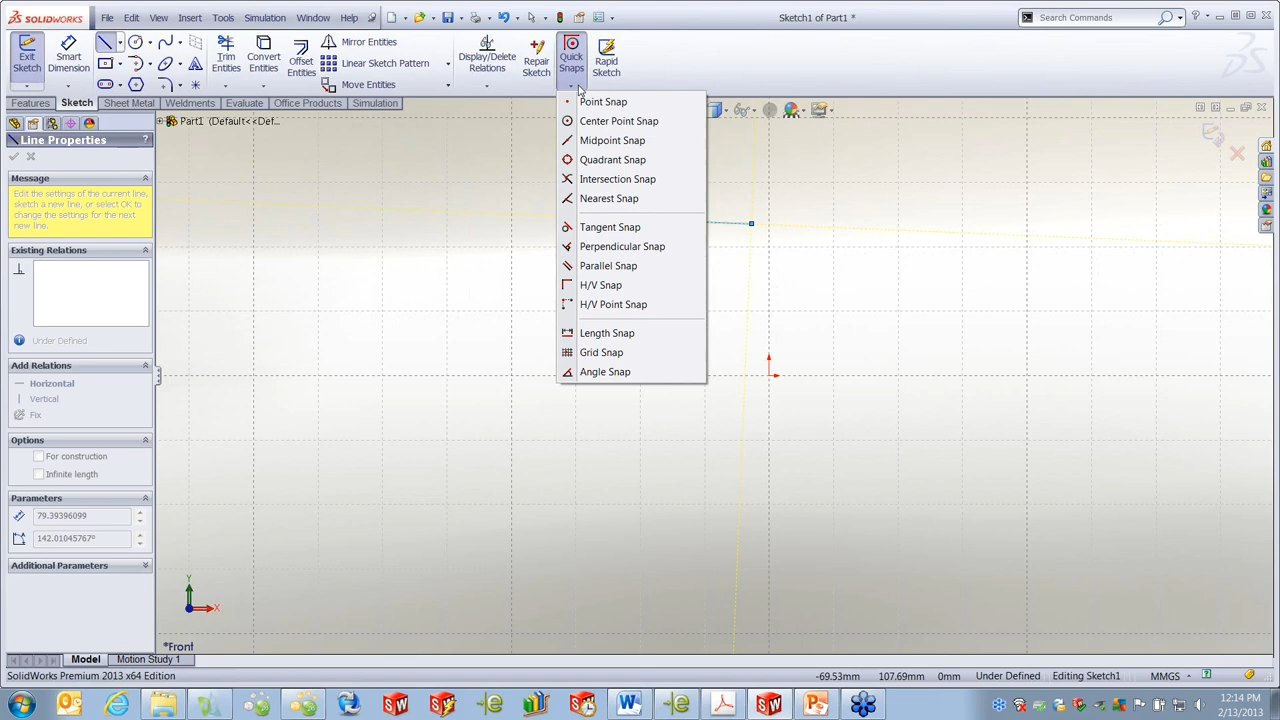 SOLIDWORKS File Edit View Insert Tools Simulation Window Help Sketch1 of Part1 * Search Commands
Exit Sketch
Smart Dimension
Trim Entities
Convert Entities
Offset Entities
Mirror Entities
Linear Sketch Pattern
Move Entities
Display/Delete Relations
Repair Sketch
Quick Snaps
Rapid Sketch
Features Sketch Sheet Metal Weldments Evaluate Office Products Simulation
Point Snap
Center Point Snap
Midpoint Snap
Quadrant Snap
Intersection Snap
Nearest Snap
Tangent Snap
Perpendicular Snap
Parallel Snap
H/V Snap
H/V Point Snap
Length Snap
Grid Snap
Angle Snap
Part1 (Default<<Def...
Line Properties ?
Message
Edit the settings of the current line, sketch a new line, or select OK to change the settings for the next new line.
Existing Relations
Under Defined
Add Relations
Horizontal
Vertical
Fix
Options
For construction
Infinite length
Parameters
79.39396099
142.01045767°
Additional Parameters
Y
X
*Front
Model Motion Study 1
SolidWorks Premium 2013 x64 Edition -69.53mm 107.69mm 0mm Under Defined Editing Sketch1 MMGS
12:14 PM
2/13/2013